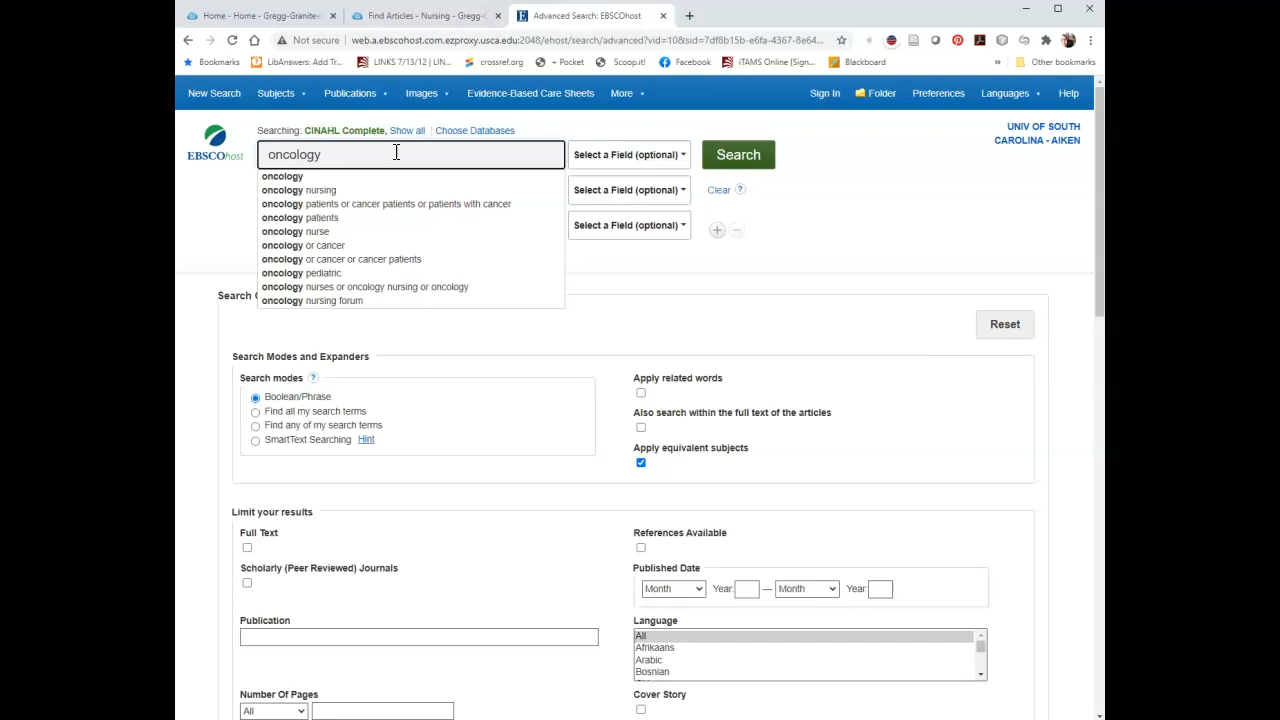 Home - Home - Gregg-Granitev
Find Articles - Nursing - Gregg-G
Advanced Search: EBSCOhost
Not secure web.a.ebscohost.com.ezproxy.usca.edu:2048/ehost/search/advanced?vid=10&sid=7df8b15b-e6fa-4367-8e64...
Bookmarks LibAnswers: Add Tr... LINKS 7/13/12 | LIN... crossref.org + Pocket Scoop.it! Facebook iTAMS Online [Sign... Blackboard » Other bookmarks
New Search Subjects Publications Images Evidence-Based Care Sheets More Sign In Folder Preferences Languages Help
Searching: CINAHL Complete, Show all | Choose Databases
UNIV OF SOUTH
CAROLINA - AIKEN
EBSCOhost
oncology Select a Field (optional) Search
oncology
oncology nursing Select a Field (optional) Clear ?
oncology patients or cancer patients or patients with cancer
oncology patients
oncology nurse Select a Field (optional)
oncology or cancer
oncology or cancer or cancer patients
oncology pediatric
oncology nurses or oncology nursing or oncology
oncology nursing forum
Search
Reset
Search Modes and Expanders
Search modes ?
Boolean/Phrase
Find all my search terms
Find any of my search terms
SmartText Searching Hint
Apply related words
Also search within the full text of the articles
Apply equivalent subjects
Limit your results
Full Text
References Available
Scholarly (Peer Reviewed) Journals
Published Date
Month Year: — Month Year:
Publication
Language
All
Afrikaans
Arabic
Bosnian
Number Of Pages
All
Cover Story